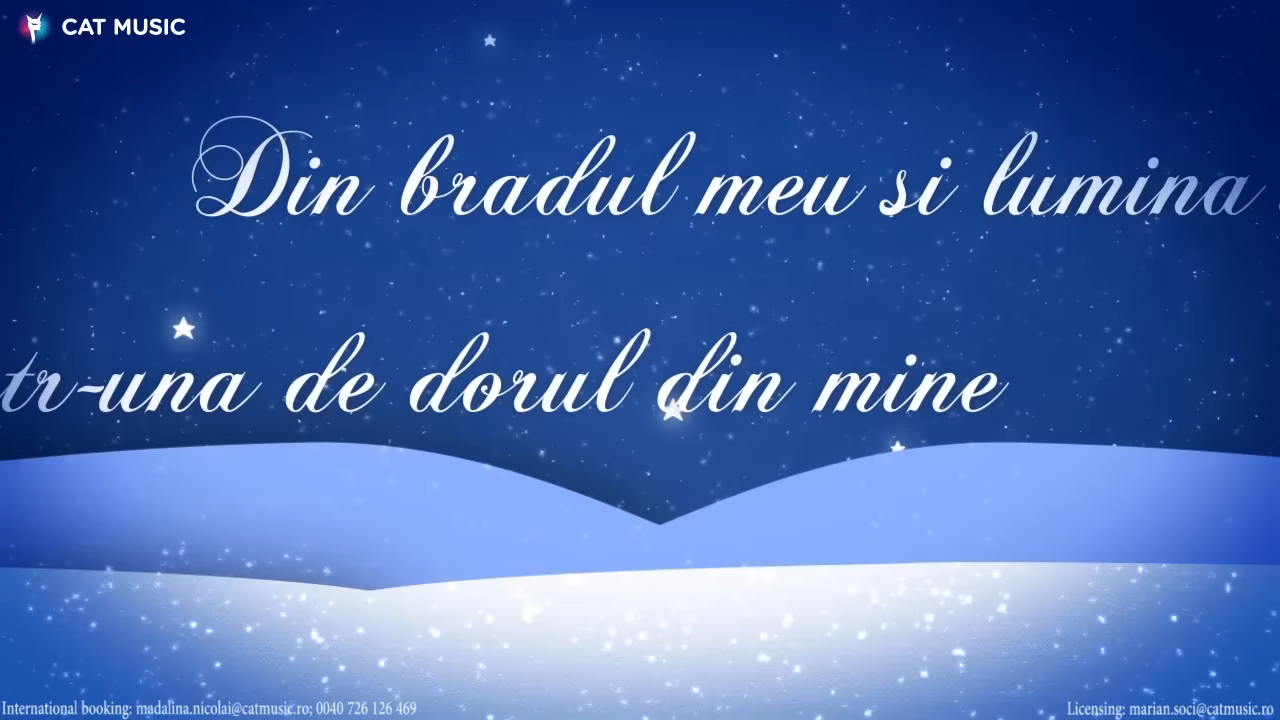 CAT MUSIC
Din bradul meu si lumina
tr-una de dorul din mine
International booking: madalina.nicolai@catmusic.ro; 0040 726 126 469
Licensing: marian.soci@catmusic.ro